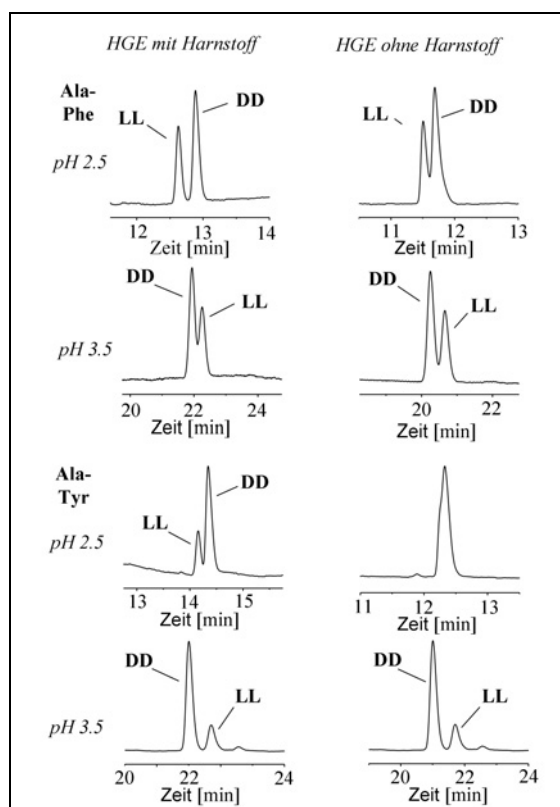 HGE mit Harnstoff HGE ohne Harnstoff
Ala-
Phe
pH 2.5
LL DD
LL DD
12 13 14
Zeit [min]
11 12 13
Zeit [min]
pH 3.5
DD LL
DD LL
20 22 24
Zeit [min]
20 22
Zeit [min]
Ala-
Tyr
pH 2.5
LL DD
13 14 15
Zeit [min]
11 12 13
Zeit [min]
pH 3.5
DD LL
DD LL
20 22 24
Zeit [min]
20 22 24
Zeit [min]